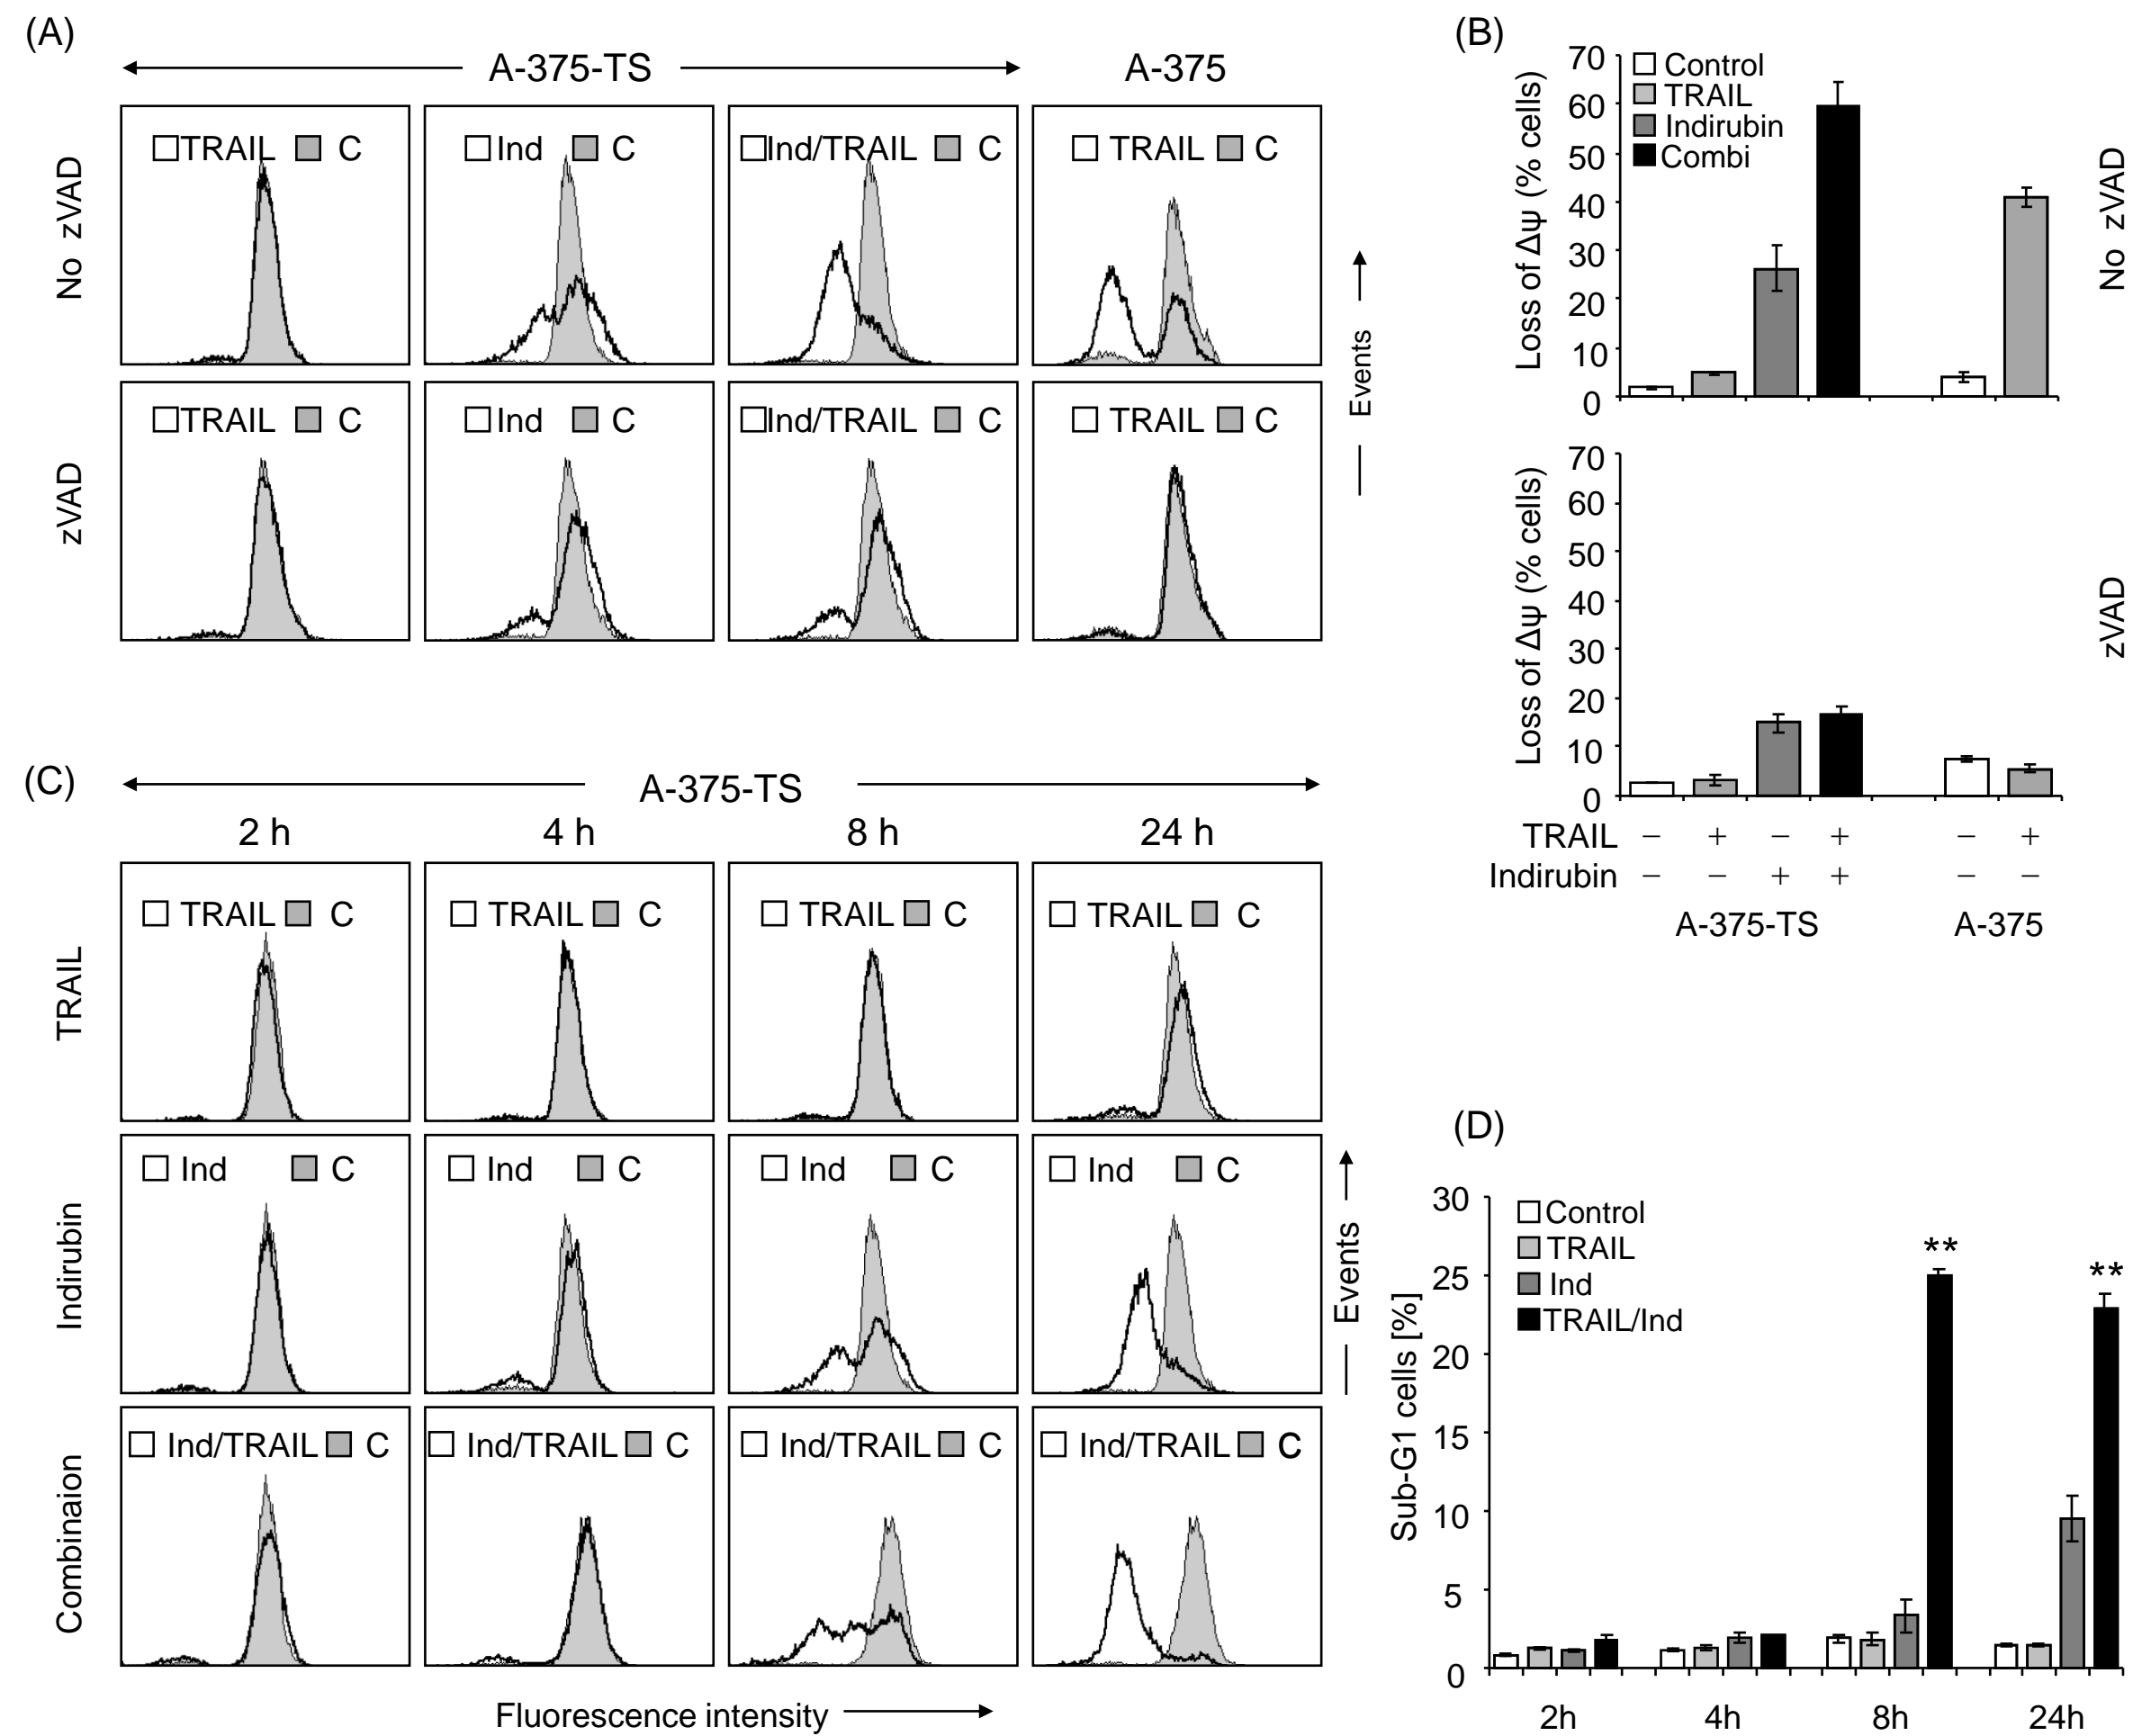 (A)
A-375-TS A-375
No zVAD
TRAIL C Ind C Ind/TRAIL C TRAIL C
zVAD
TRAIL C Ind C Ind/TRAIL C TRAIL C
Events
(B)
Loss of Δψ (% cells)
70
60
50
40
30
20
10
0
Control
TRAIL
Indirubin
Combi
No zVAD
Loss of Δψ (% cells)
70
60
50
40
30
20
10
0
zVAD
TRAIL − + − + − +
Indirubin − − + + − −
A-375-TS A-375
(C)
A-375-TS
2 h 4 h 8 h 24 h
TRAIL
TRAIL C TRAIL C TRAIL C TRAIL C
Indirubin
Ind C Ind C Ind C Ind C
Combinaion
Ind/TRAIL C Ind/TRAIL C Ind/TRAIL C Ind/TRAIL C
Events
Fluorescence intensity
(D)
Sub-G1 cells [%]
30
25
20
15
10
5
0
Control
TRAIL
Ind
TRAIL/Ind
** **
2h 4h 8h 24h